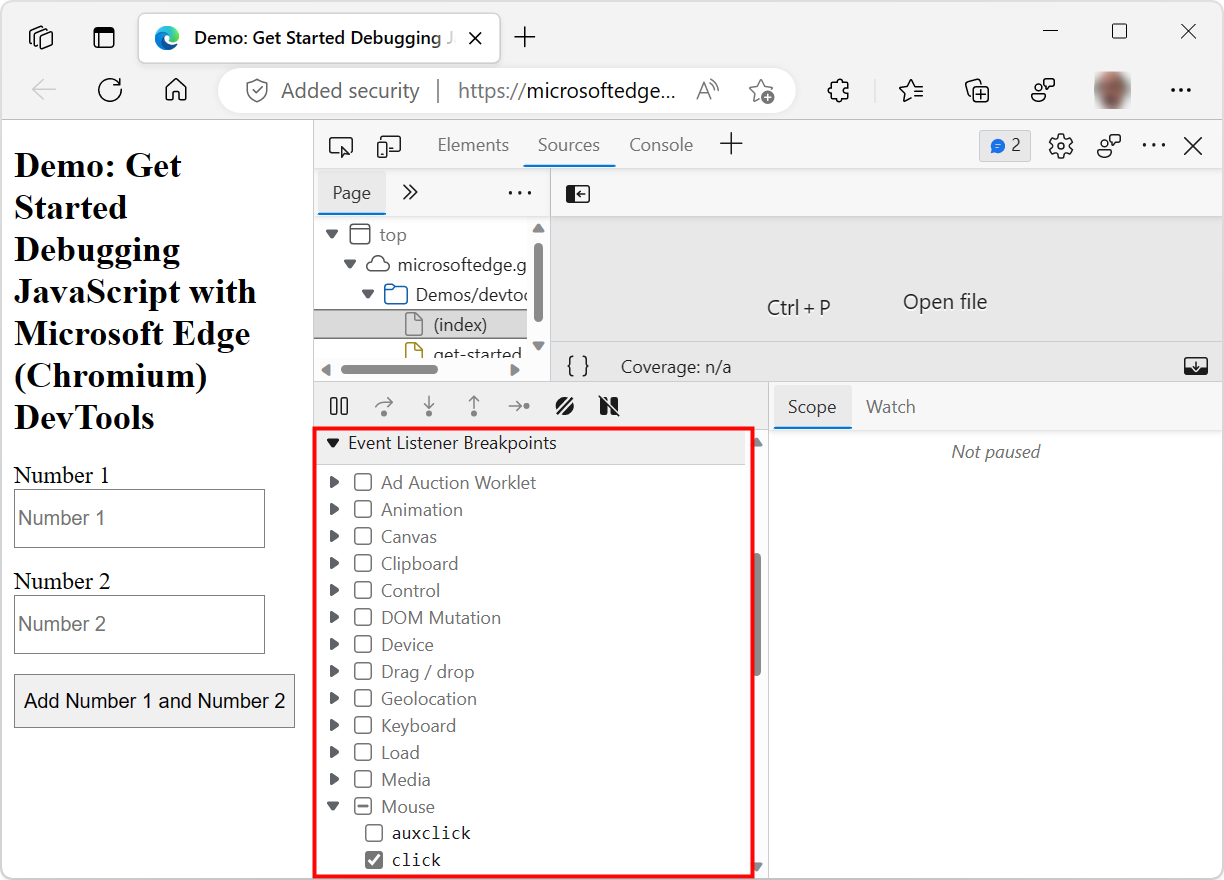 Demo: Get Started Debugging J
Added security
https://microsoftedge...
Demo: Get
Started
Debugging
JavaScript with
Microsoft Edge
(Chromium)
DevTools
Number 1
Number 1
Number 2
Number 2
Add Number 1 and Number 2
Elements
Sources
Console
2
Page
top
microsoftedge.g
Demos/devtoo
(index)
get-started
Ctrl + P
Open file
{ }
Coverage: n/a
Event Listener Breakpoints
Ad Auction Worklet
Animation
Canvas
Clipboard
Control
DOM Mutation
Device
Drag / drop
Geolocation
Keyboard
Load
Media
Mouse
auxclick
click
Scope
Watch
Not paused